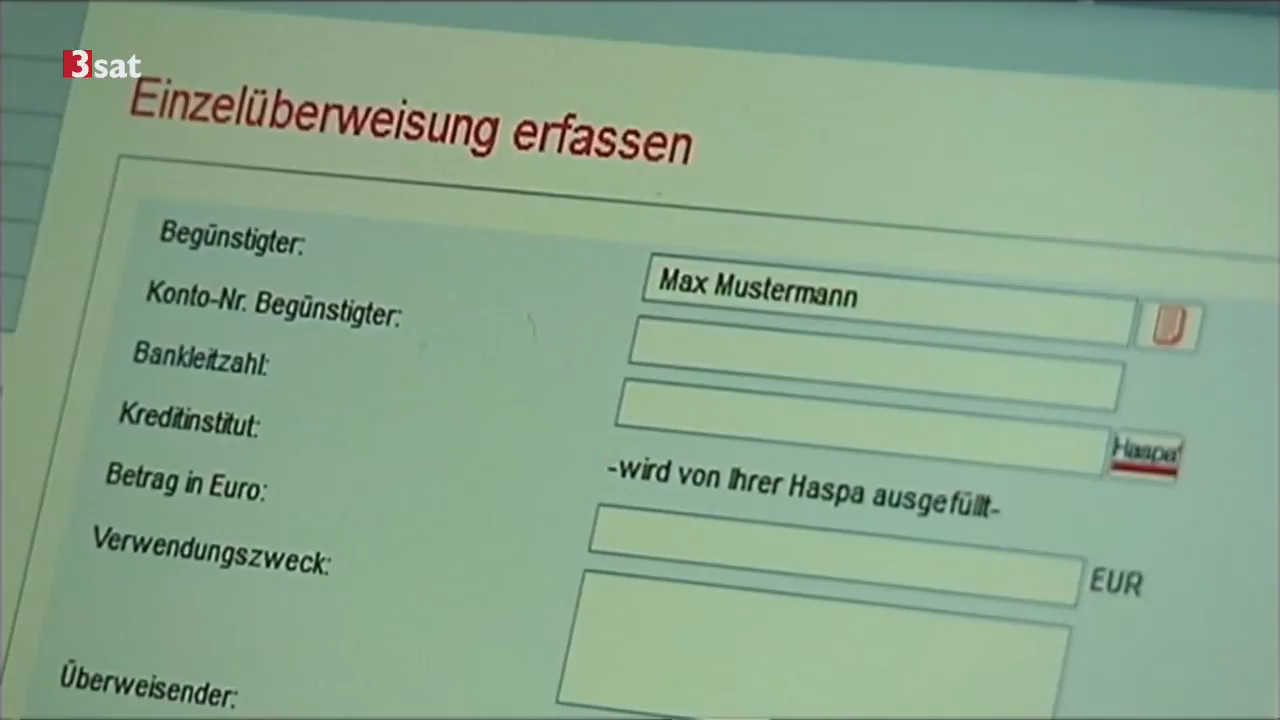 3sat
Einzelüberweisung erfassen
Begünstigter:
Max Mustermann
Konto-Nr. Begünstigter:
Bankleitzahl:
Haspa
Kreditinstitut:
-wird von Ihrer Haspa ausgefüllt-
Betrag in Euro:
EUR
Verwendungszweck:
Überweisender: